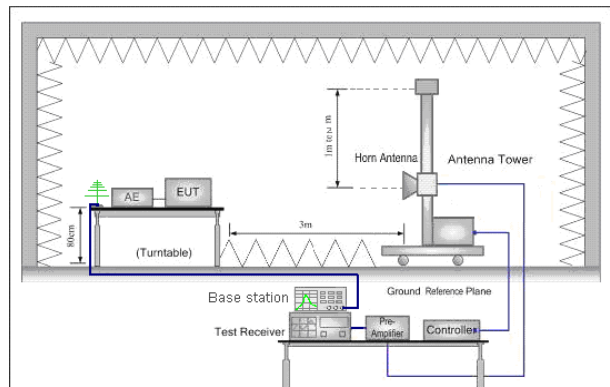 1m to 2 m
Horn Antenna
Antenna Tower
AE
EUT
3m
80cm
(Turntable)
Base station
Ground Reference Plane
Test Receiver
Pre-
Amplifier
Controller